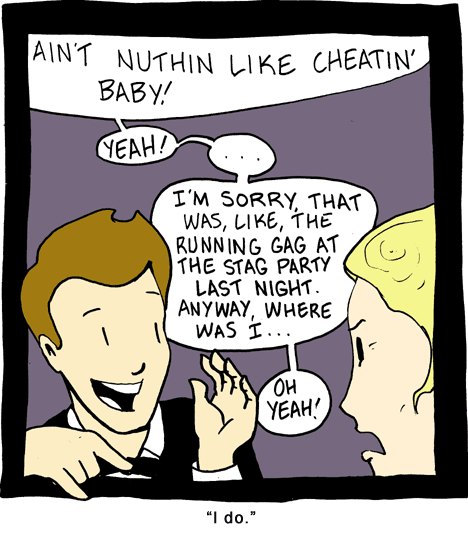 AIN'T NUTHIN LIKE CHEATIN'
BABY!
YEAH!
...
I'M SORRY, THAT
WAS, LIKE, THE
RUNNING GAG AT
THE STAG PARTY
LAST NIGHT.
ANYWAY, WHERE
WAS I...
OH
YEAH!
"I do."